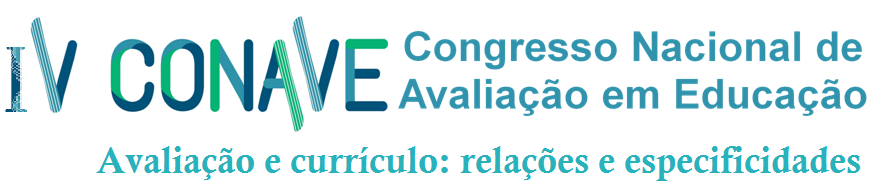 IV CONAVE Congresso Nacional de
Avaliação em Educação
Avaliação e currículo: relações e especificidades